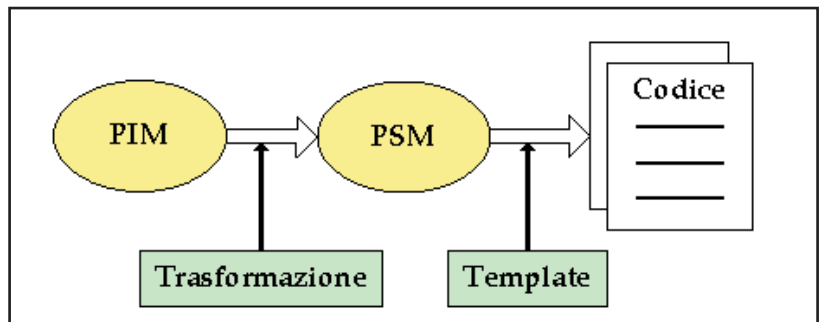 PIM
PSM
Codice
Trasformazione
Template